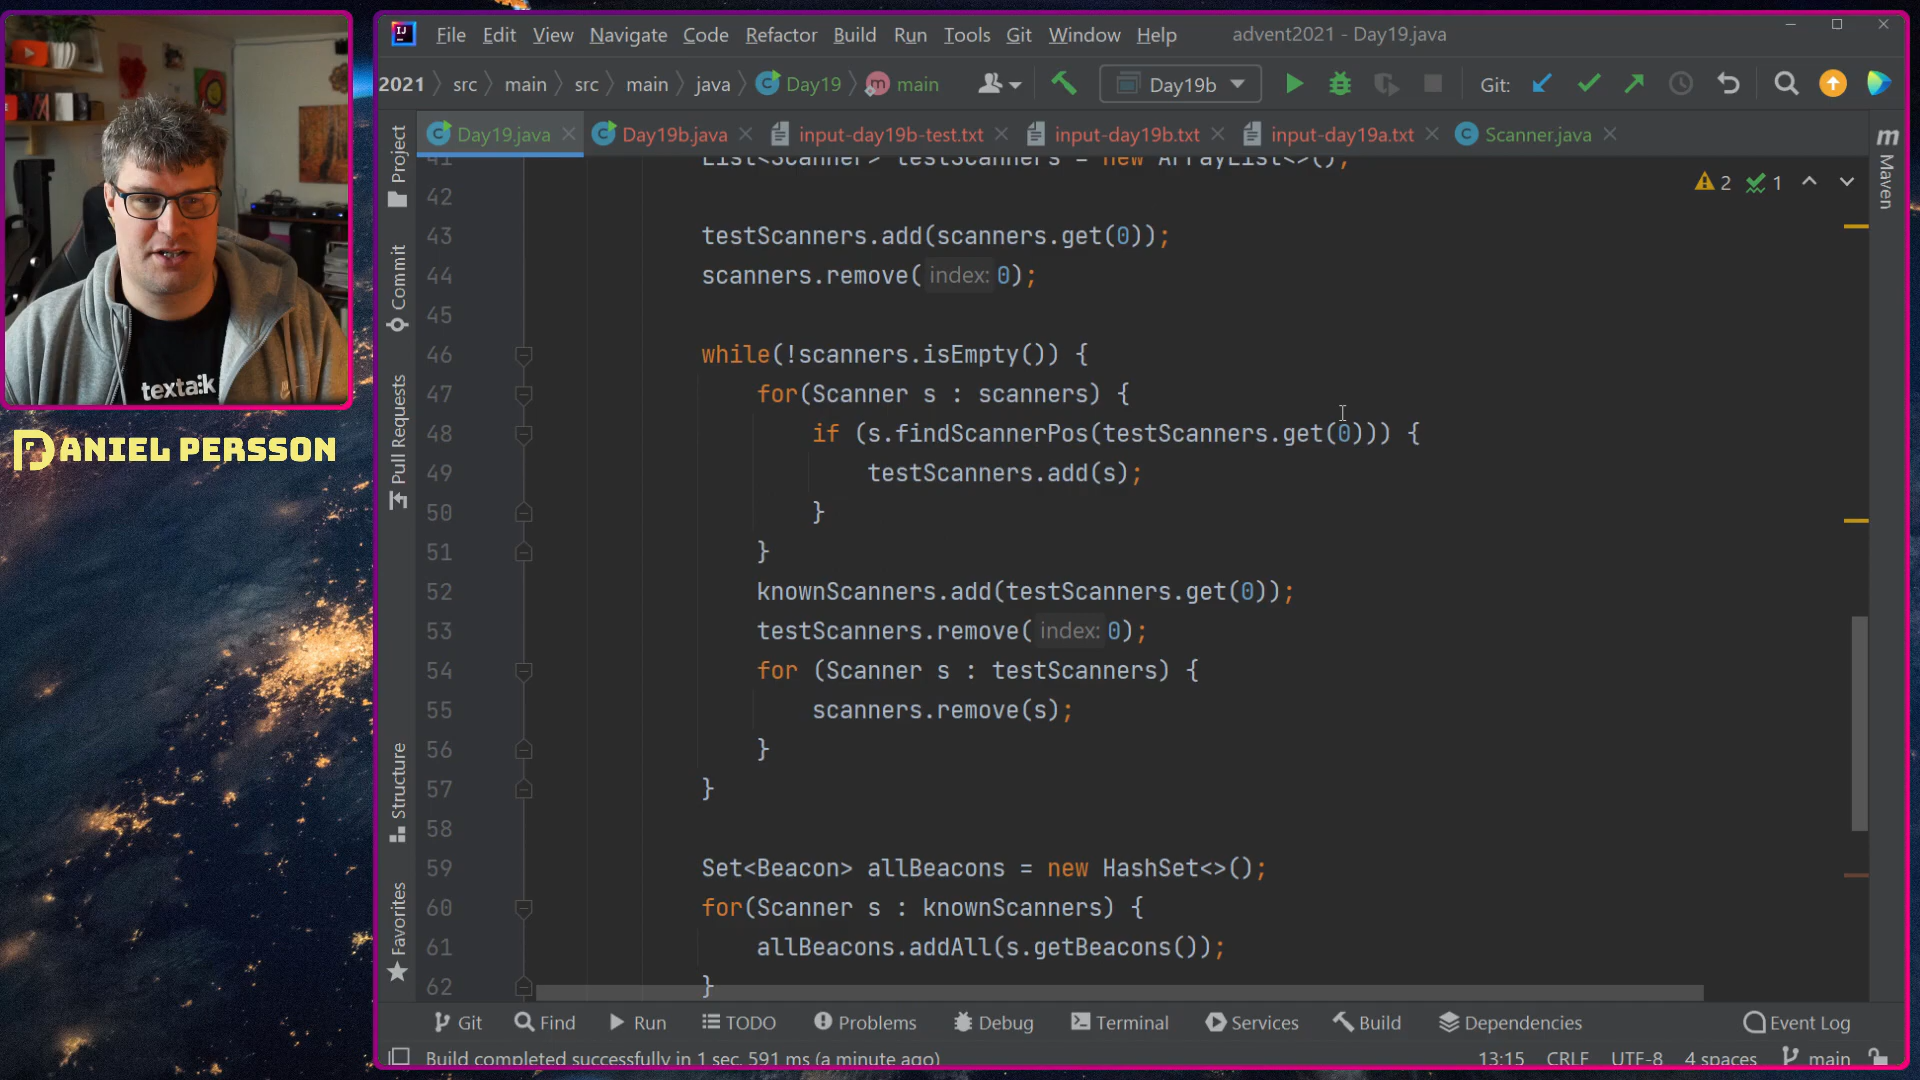 File Edit View Navigate Code Refactor Build Run Tools Git Window Help advent2021 - Day19.java
2021 src main src main java Day19 main Day19b Git:
Day19.java Day19b.java input-day19b-test.txt input-day19b.txt input-day19a.txt Scanner.java
41 List<Scanner> testScanners = new ArrayList<>();
2 1
42
43 testScanners.add(scanners.get(0));
44 scanners.remove( index: 0);
45
46 while(!scanners.isEmpty()) {
47 for(Scanner s : scanners) {
48 if (s.findScannerPos(testScanners.get(0))) {
49 testScanners.add(s);
50 }
51 }
52 knownScanners.add(testScanners.get(0));
53 testScanners.remove( index: 0);
54 for (Scanner s : testScanners) {
55 scanners.remove(s);
56 }
57 }
58
59 Set<Beacon> allBeacons = new HashSet<>();
60 for(Scanner s : knownScanners) {
61 allBeacons.addAll(s.getBeacons());
62 }
Project
Commit
Pull Requests
Structure
Favorites
m Maven
Git Find Run TODO Problems Debug Terminal Services Build Dependencies Event Log
Build completed successfully in 1 sec, 591 ms (a minute ago) 13:15 CRLF UTF-8 4 spaces main
textalk
DANIEL PERSSON